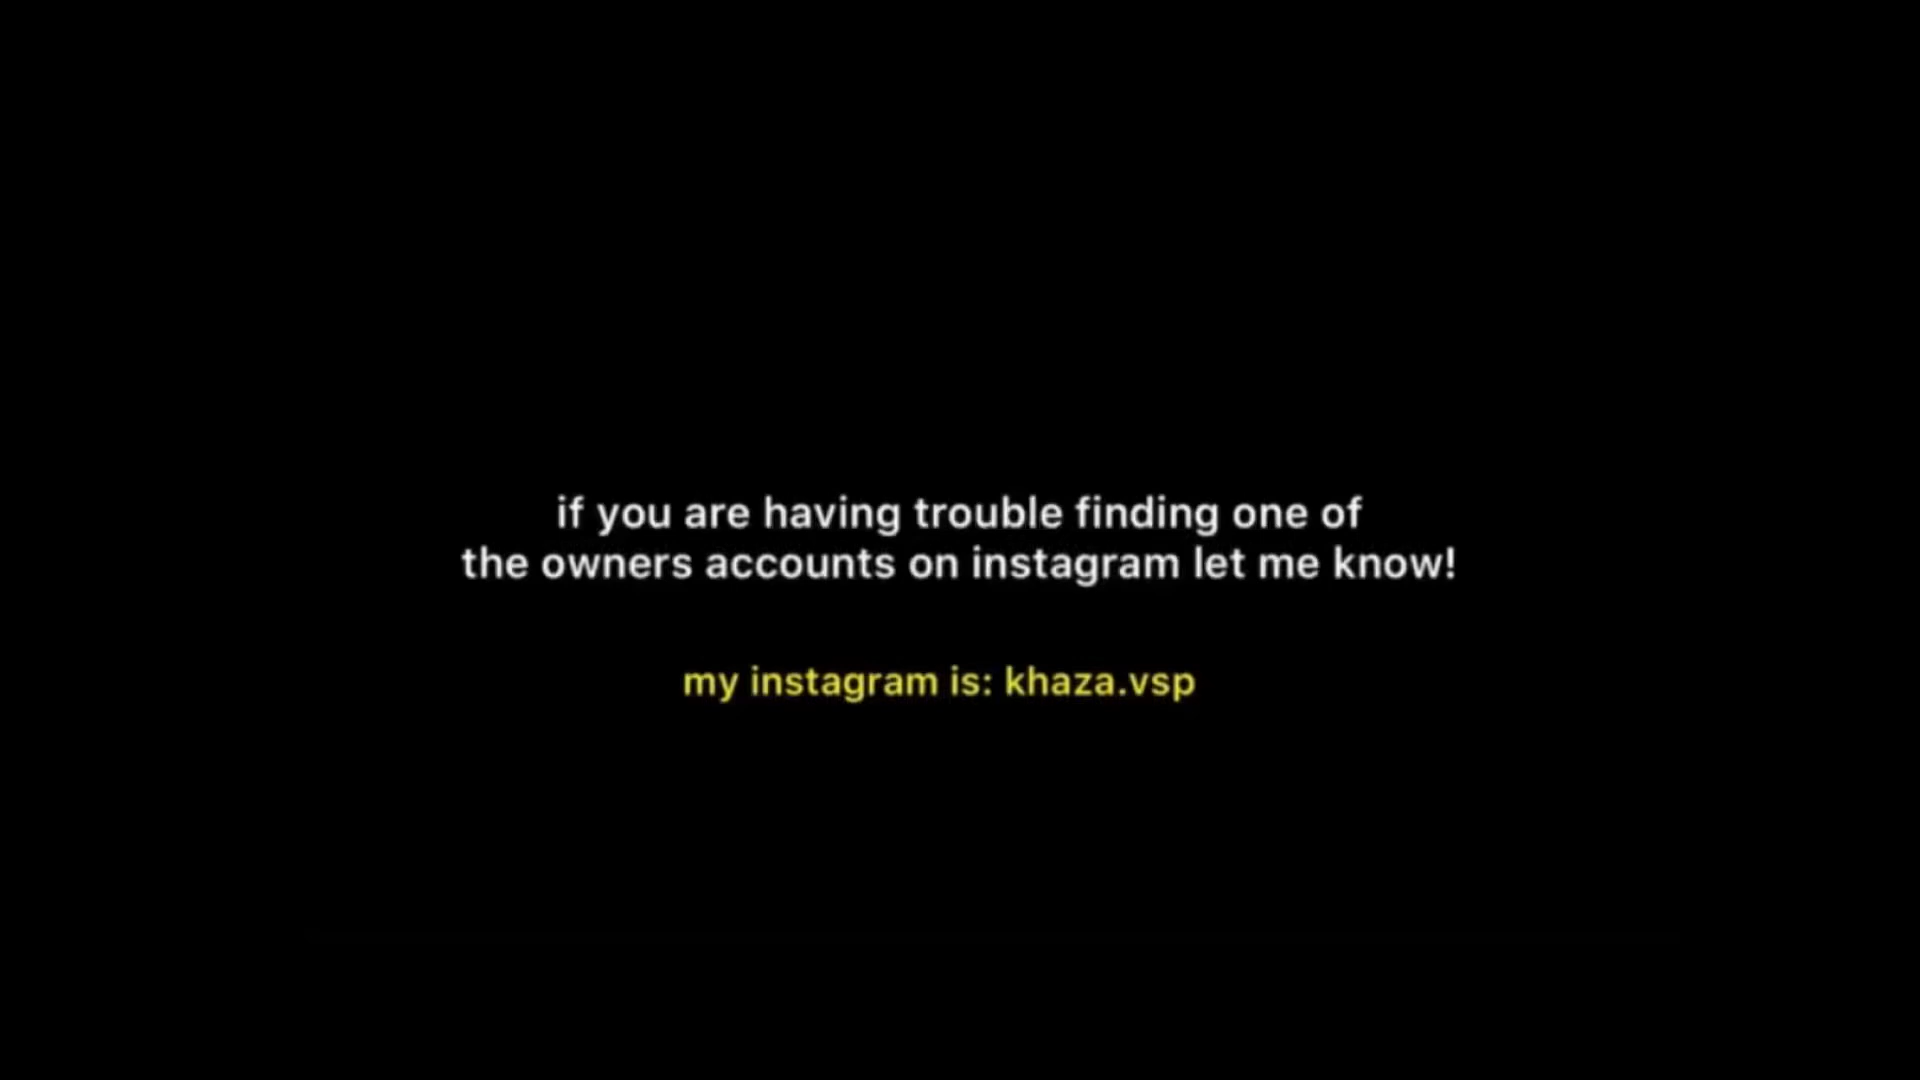 if you are having trouble finding one of
the owners accounts on instagram let me know!
my instagram is: khaza.vsp